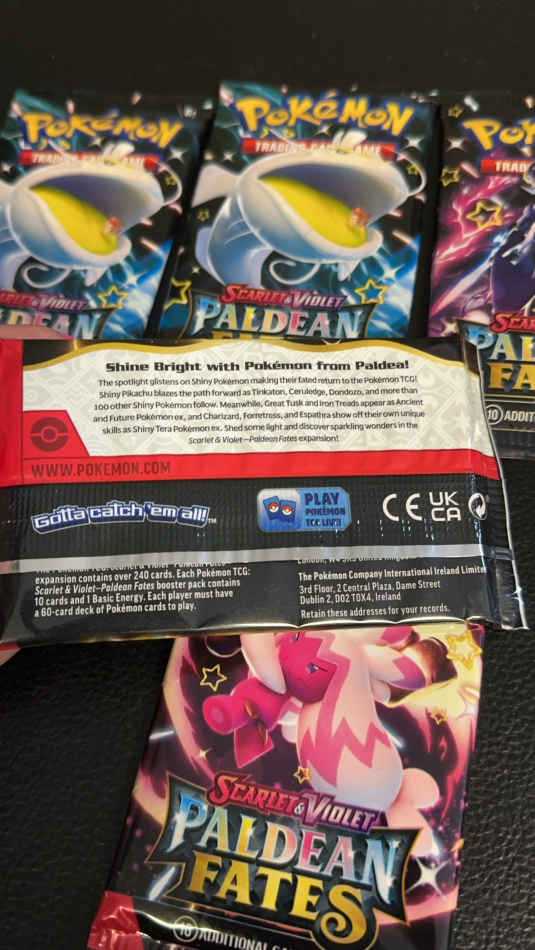 Pokémon
Pokémon
TRADING CARD GAME
TRADING CARD GAME
SCARLET & VIOLET
SCARLET & VIOLET
PALDEAN
10 ADDIT
Shine Bright with Pokémon from Paldea!
The spotlight glistens on Shiny Pokémon making their fated return to the Pokémon TCG!
Shiny Pikachu blazes the path forward as Tinkaton, Ceruledge, Dondozo, and more than
100 other Shiny Pokémon follow. Meanwhile, Great Tusk and Iron Treads appear as Ancient
and Future Pokémon ex, and Charizard, Forretress, and Espathra show off their own unique
skills as Shiny Tera Pokémon ex. Shed some light and discover sparkling wonders in the
Scarlet & Violet—Paldean Fates expansion!
WWW.POKEMON.COM
Gotta catch 'em all!™
PLAY
POKÉMON
TCG LIVE!
CE UK
CA
expansion contains over 240 cards. Each Pokémon TCG:
Scarlet & Violet—Paldean Fates booster pack contains
10 cards and 1 Basic Energy. Each player must have
a 60-card deck of Pokémon cards to play.
The Pokémon Company International Ireland Limite
3rd Floor, 2 Central Plaza, Dame Street
Dublin 2, D02 T0X4, Ireland
Retain these addresses for your records.
SCARLET & VIOLET
PALDEAN
FATES
10 ADDITIONAL